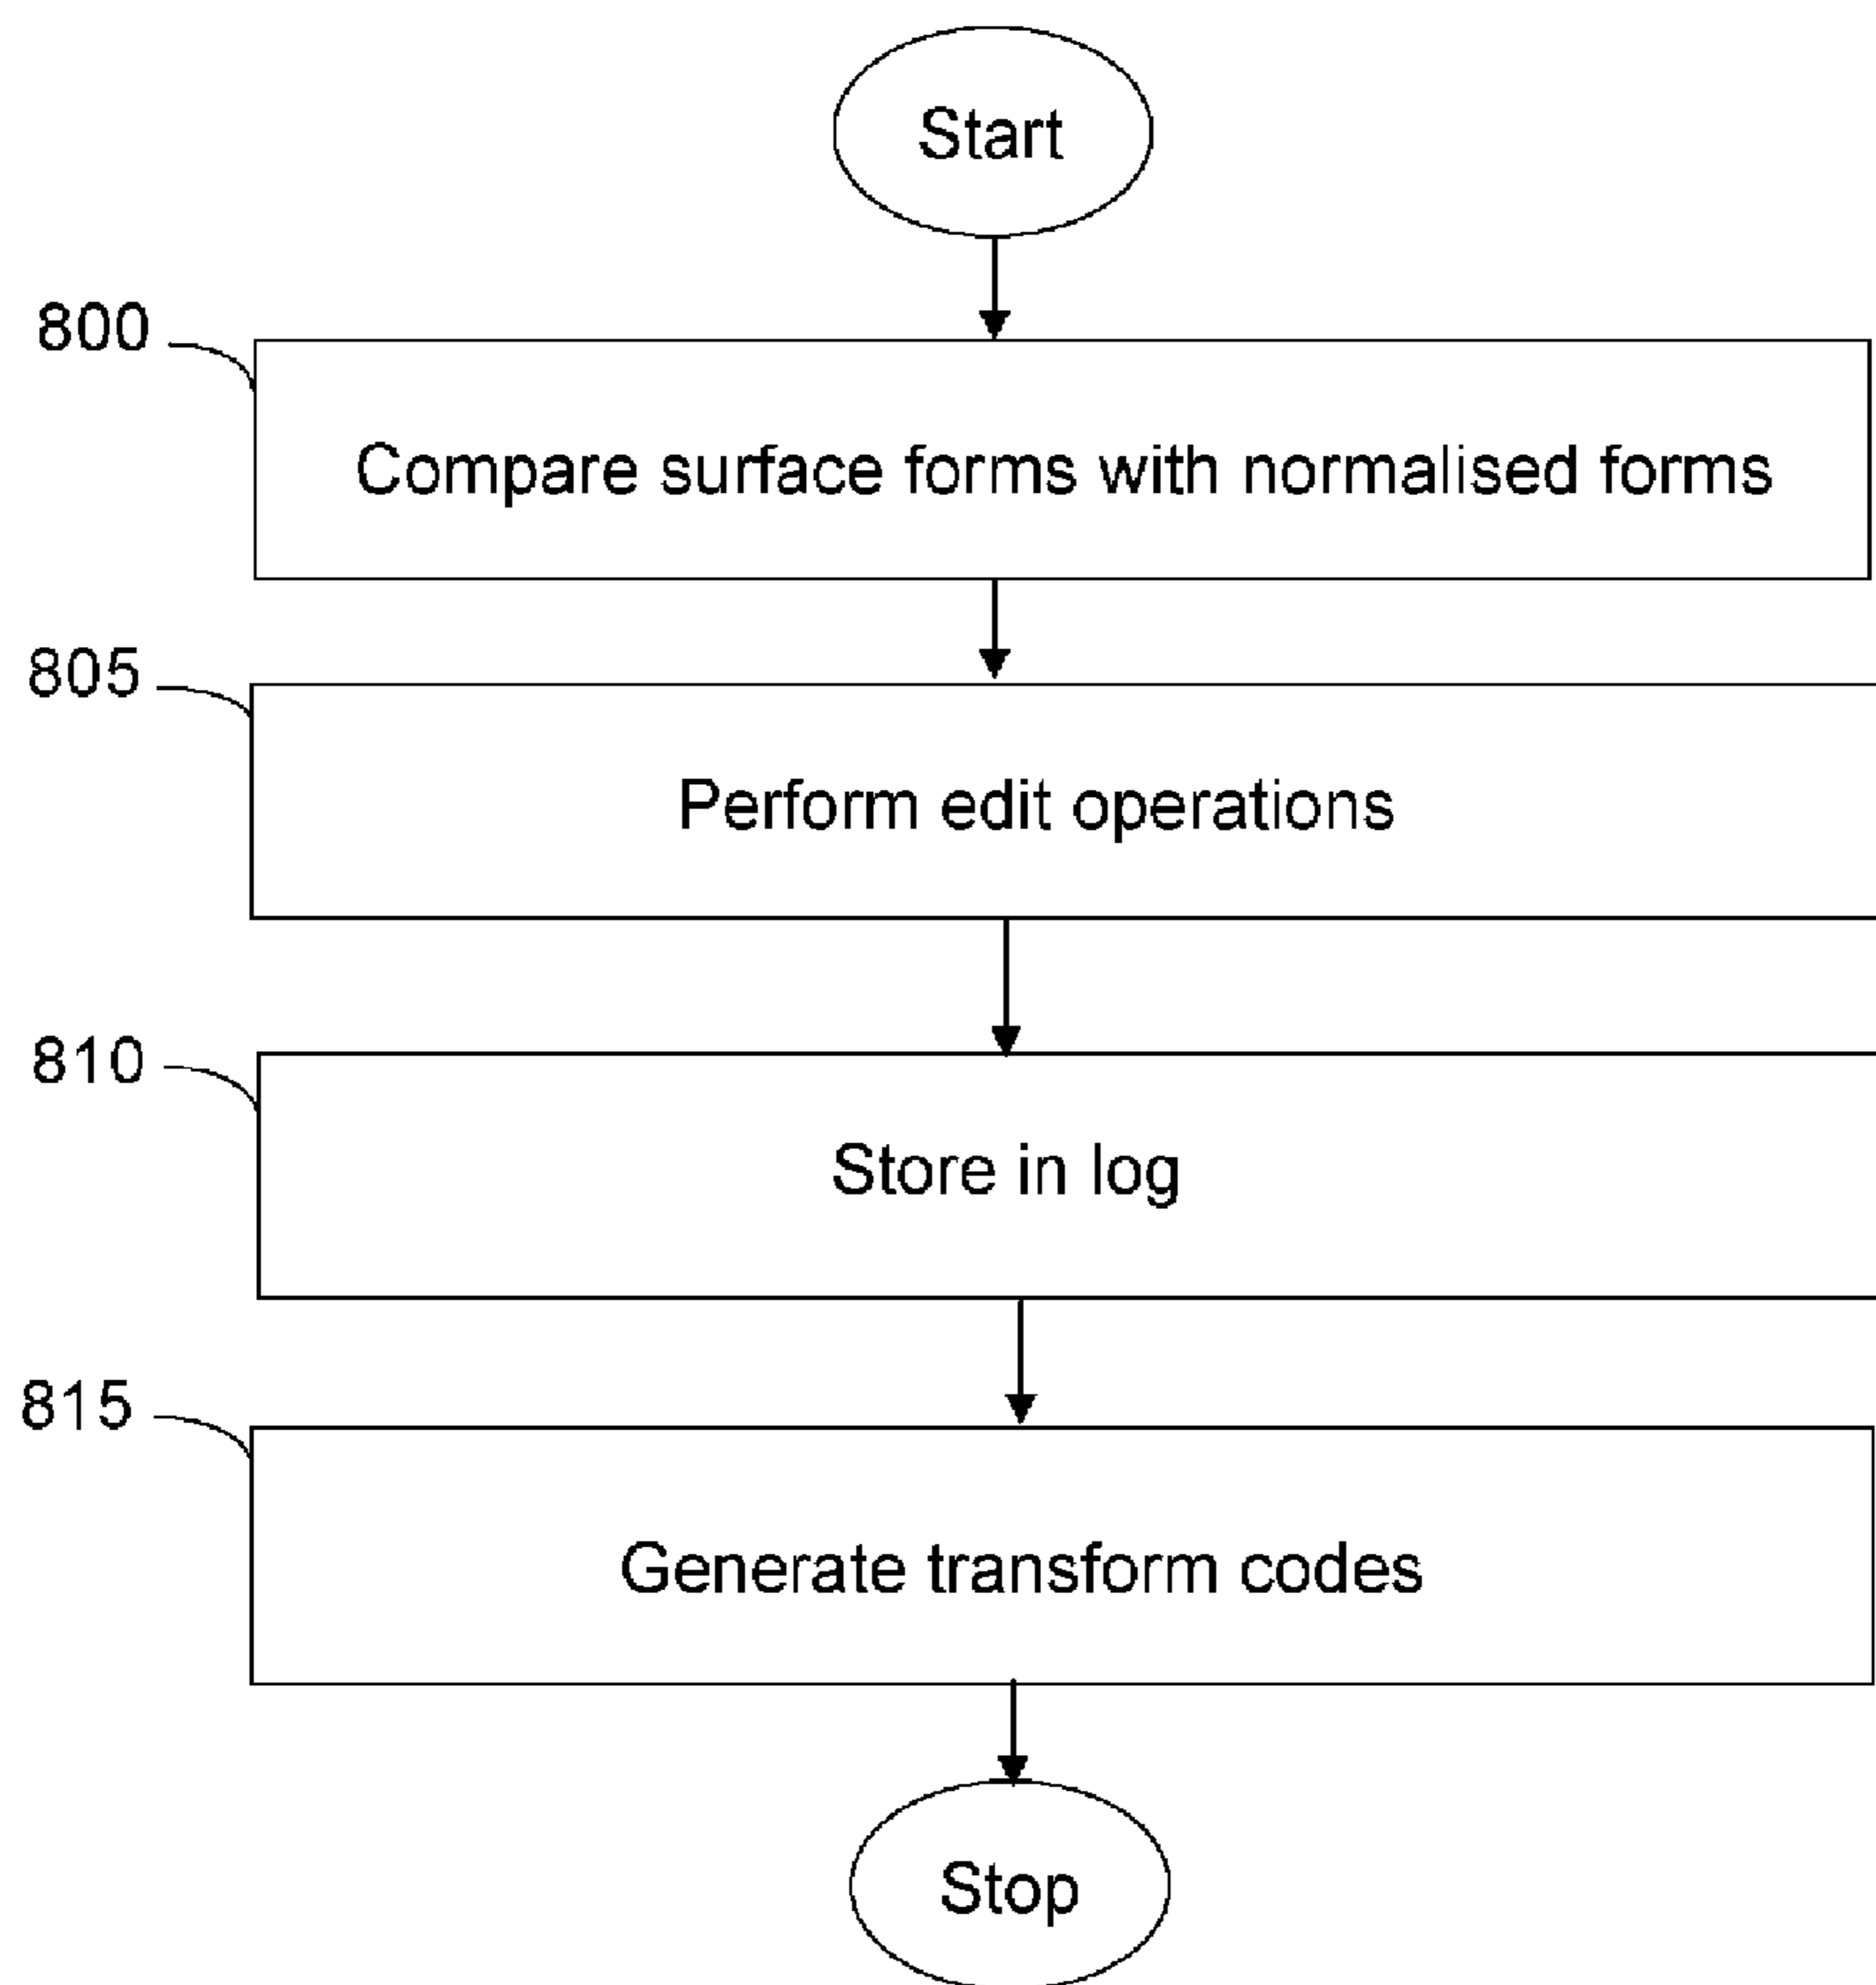 Start
800
Compare surface forms with normalised forms
805
Perform edit operations
810
Store in log
815
Generate transform codes
Stop